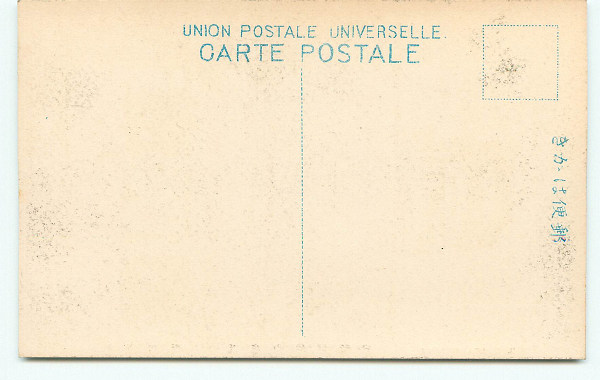 UNION POSTALE UNIVERSELLE.
CARTE POSTALE
きかは便郵